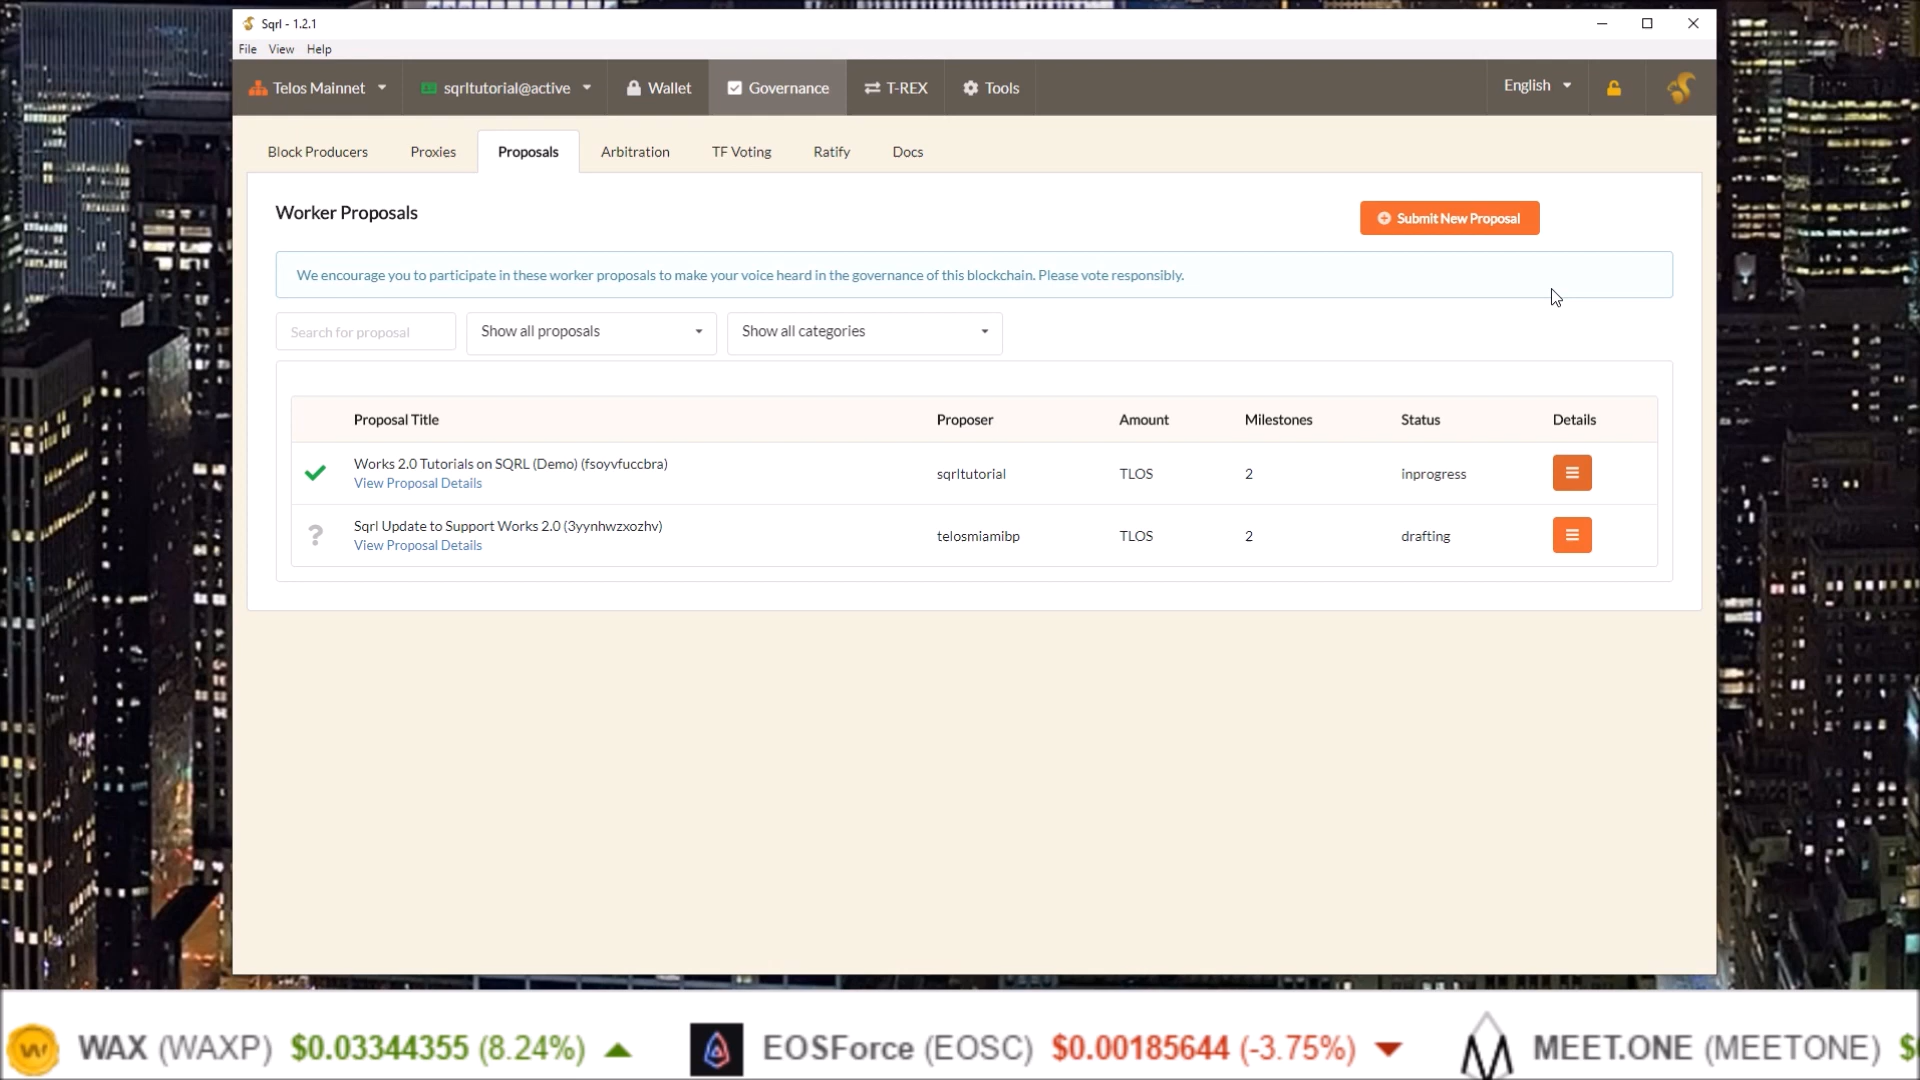 Sqrl - 1.2.1
File View Help
Telos Mainnet sqrltutorial@active Wallet Governance T-REX Tools English
Block Producers Proxies Proposals Arbitration TF Voting Ratify Docs
Worker Proposals
Submit New Proposal
We encourage you to participate in these worker proposals to make your voice heard in the governance of this blockchain. Please vote responsibly.
Search for proposal Show all proposals Show all categories
Proposal Title Proposer Amount Milestones Status Details
Works 2.0 Tutorials on SQRL (Demo) (fsoyvfuccbra)
View Proposal Details
sqrltutorial TLOS 2 inprogress
Sqrl Update to Support Works 2.0 (3yynhwzxozhv)
View Proposal Details
telosmiamibp TLOS 2 drafting
WAX (WAXP) $0.03344355 (8.24%) EOSForce (EOSC) $0.00185644 (-3.75%) MEET.ONE (MEETONE) $